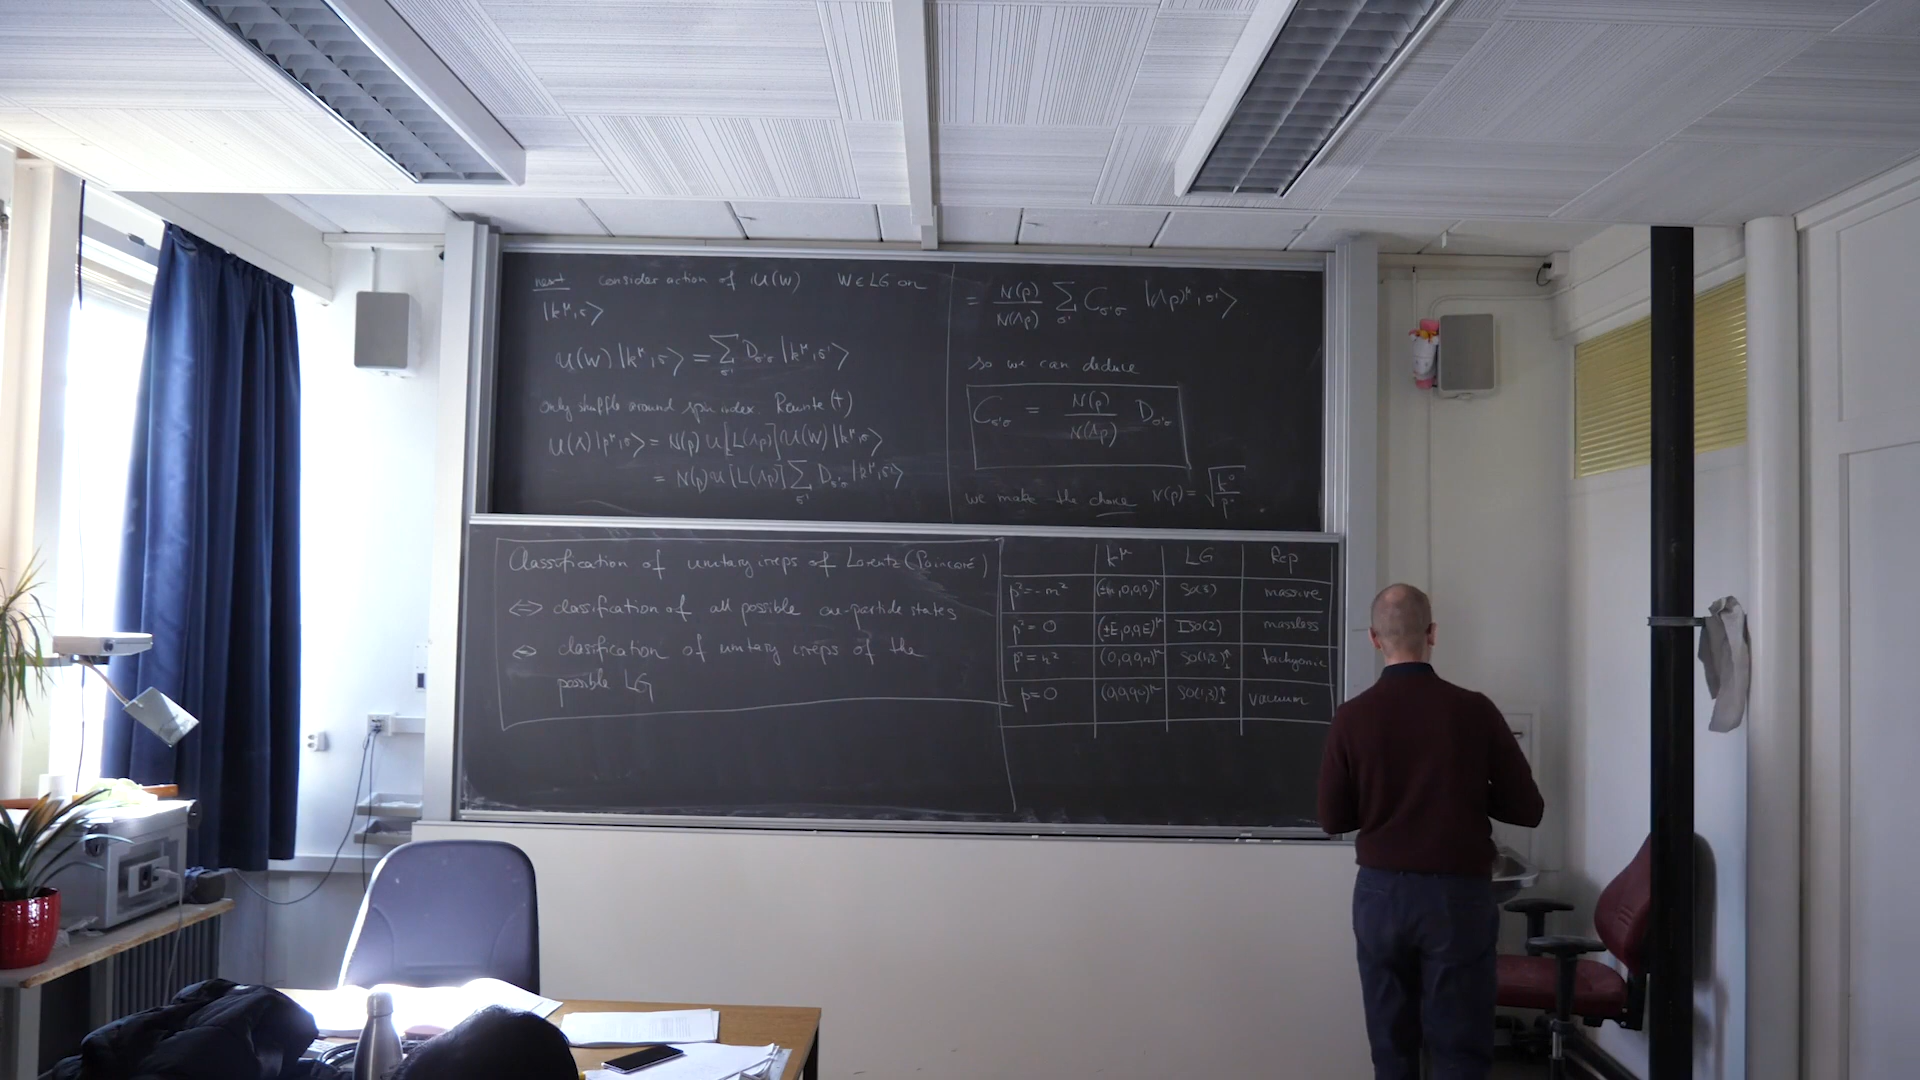 next consider action of U(W) W ∈ LG on
|k^μ, σ⟩
U(W) |k^μ, σ⟩ = Σ_σ' D_σ'σ |k^μ, σ'⟩
only shuffle around spin index. Rewrite (†)
U(Λ) |p^μ, σ⟩ = N(p) U[L(Λp)] U(W) |k^μ, σ⟩
= N(p) U[L(Λp)] Σ_σ' D_σ'σ |k^μ, σ'⟩
= N(p)/N(Λp) Σ_σ' C_σ'σ |(Λp)^μ, σ'⟩
so we can deduce
C_σ'σ = N(p)/N(Λp) D_σ'σ
we make the choice N(p) = √(k⁰/p⁰)
Classification of unitary irreps of Lorentz (Poincaré)
⇔ classification of all possible one-particle states
⇔ classification of unitary irreps of the
possible LG
k^μ LG Rep
p² = -m² (±m, 0, 0, 0)^μ SO(3) massive
p² = 0 (±E, 0, 0, E)^μ ISO(2) massless
p² = n² (0, 0, 0, n)^μ SO(1,2)↑ tachyonic
p = 0 (0, 0, 0, 0)^μ SO(1,3)↑ vacuum